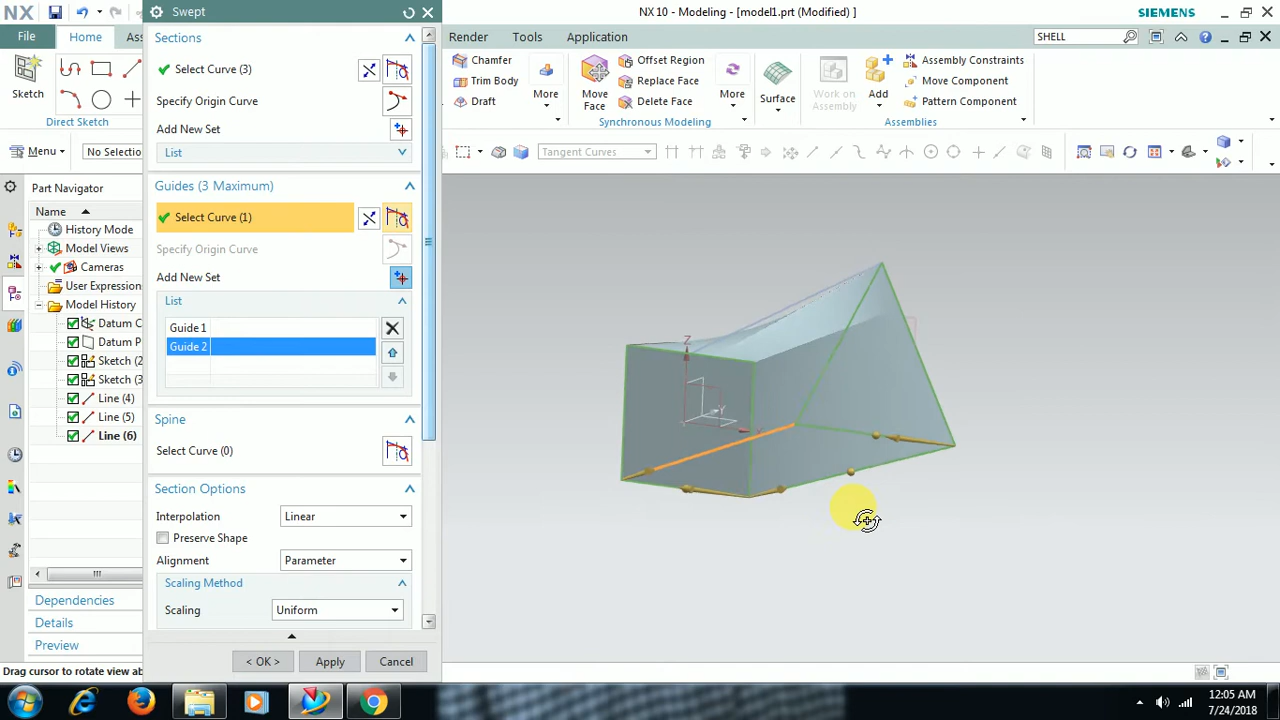 NX
Swept
NX 10 - Modeling - [model1.prt (Modified) ]
SIEMENS
File
Home
Ass
Render
Tools
Application
SHELL
Sketch
Direct Sketch
Chamfer
Trim Body
Draft
More
Move Face
Offset Region
Replace Face
Delete Face
More
Synchronous Modeling
Surface
Work on Assembly
Add
Assembly Constraints
Move Component
Pattern Component
Assemblies
Menu
No Selection
Tangent Curves
Part Navigator
Name
History Mode
Model Views
Cameras
User Expression
Model History
Datum C
Datum P
Sketch (2
Sketch (3
Line (4)
Line (5)
Line (6)
Dependencies
Details
Preview
Sections
Select Curve (3)
Specify Origin Curve
Add New Set
List
Guides (3 Maximum)
Select Curve (1)
Specify Origin Curve
Add New Set
List
Guide 1
Guide 2
Spine
Select Curve (0)
Section Options
Interpolation
Linear
Preserve Shape
Alignment
Parameter
Scaling Method
Scaling
Uniform
< OK >
Apply
Cancel
Z
Y
X
Drag cursor to rotate view ab
12:05 AM
7/24/2018